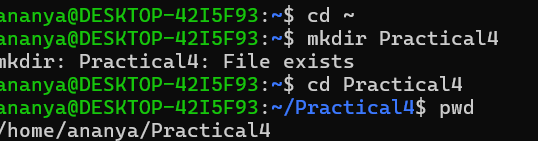 ananya@DESKTOP-42I5F93:~$ cd ~
ananya@DESKTOP-42I5F93:~$ mkdir Practical4
mkdir: Practical4: File exists
ananya@DESKTOP-42I5F93:~$ cd Practical4
ananya@DESKTOP-42I5F93:~/Practical4$ pwd
/home/ananya/Practical4